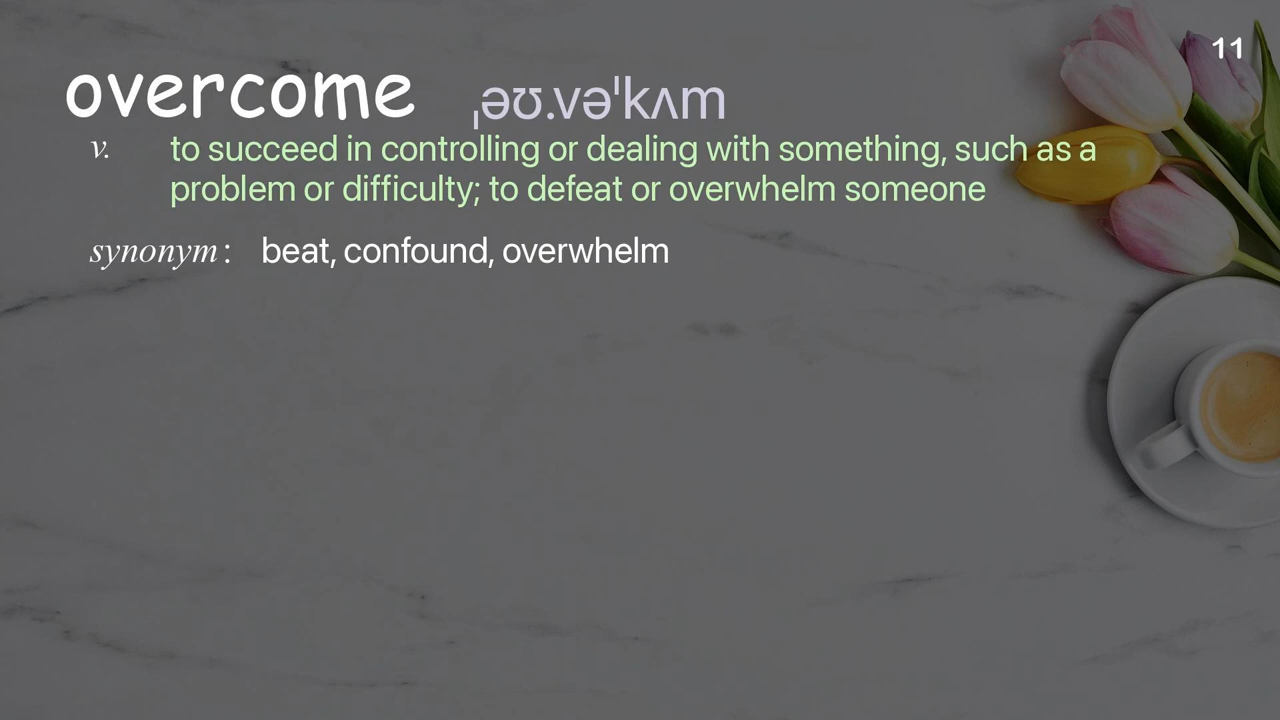 11
overcome ˌəʊ.vəˈkʌm
v. to succeed in controlling or dealing with something, such as a
problem or difficulty; to defeat or overwhelm someone
synonym: beat, confound, overwhelm